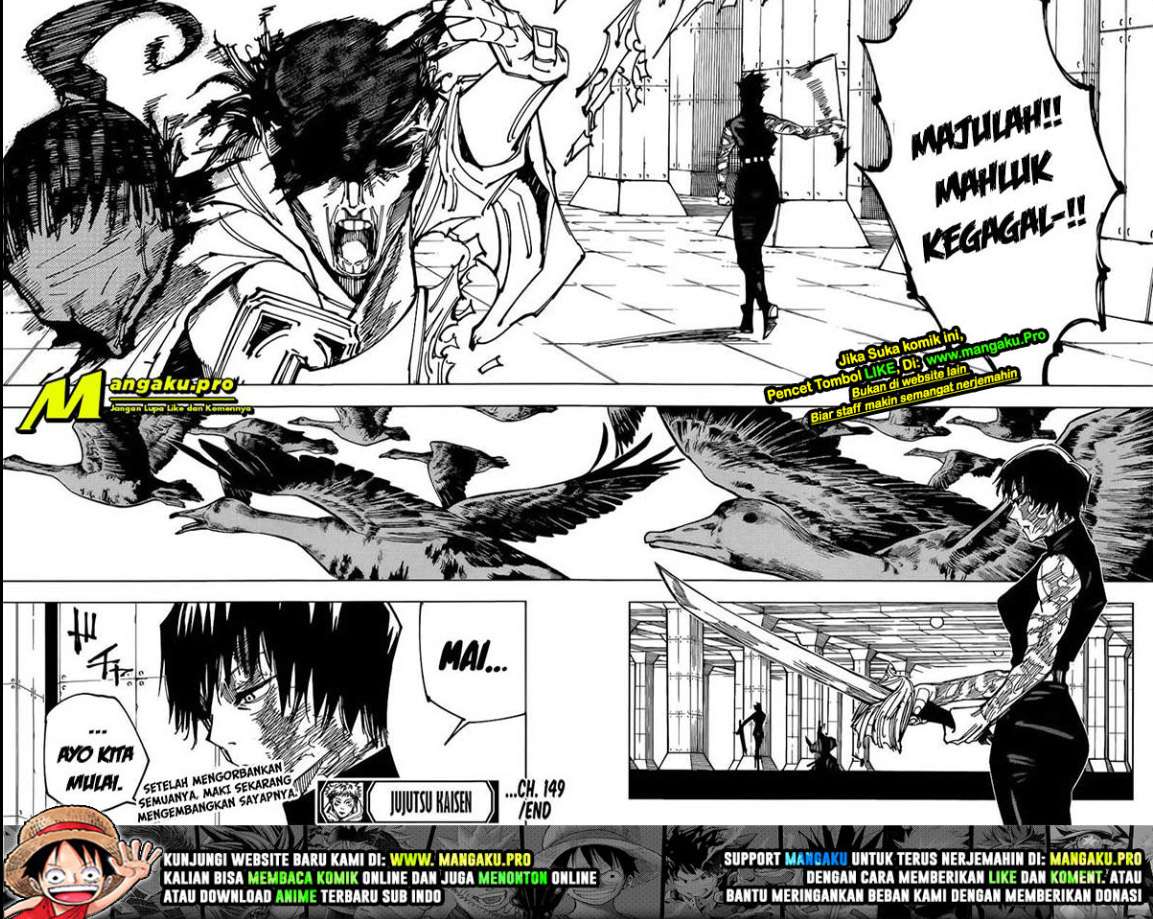 MAJULAH!!
MAHLUK
KEGAGAL-!!
Jika Suka komik ini,
Pencet Tombol LIKE, Di: www.mangaku.Pro
Bukan di website lain
Biar staff makin semangat nerjemahin
Mangaku.pro
Jangan Lupa Like dan Komennya
MAI...
...
AYO KITA
MULAI.
SETELAH MENGORBANKAN
SEMUANYA, MAKI SEKARANG
MENGEMBANGKAN SAYAPNYA.
JUJUTSU KAISEN
...CH. 149
/END
KUNJUNGI WEBSITE BARU KAMI DI: WWW. MANGAKU.PRO
KALIAN BISA MEMBACA KOMIK ONLINE DAN JUGA MENONTON ONLINE
ATAU DOWNLOAD ANIME TERBARU SUB INDO
SUPPORT MANGAKU UNTUK TERUS NERJEMAHIN DI: MANGAKU.PRO
DENGAN CARA MEMBERIKAN LIKE DAN KOMENT. ATAU
BANTU MERINGANKAN BEBAN KAMI DENGAN MEMBERIKAN DONASI